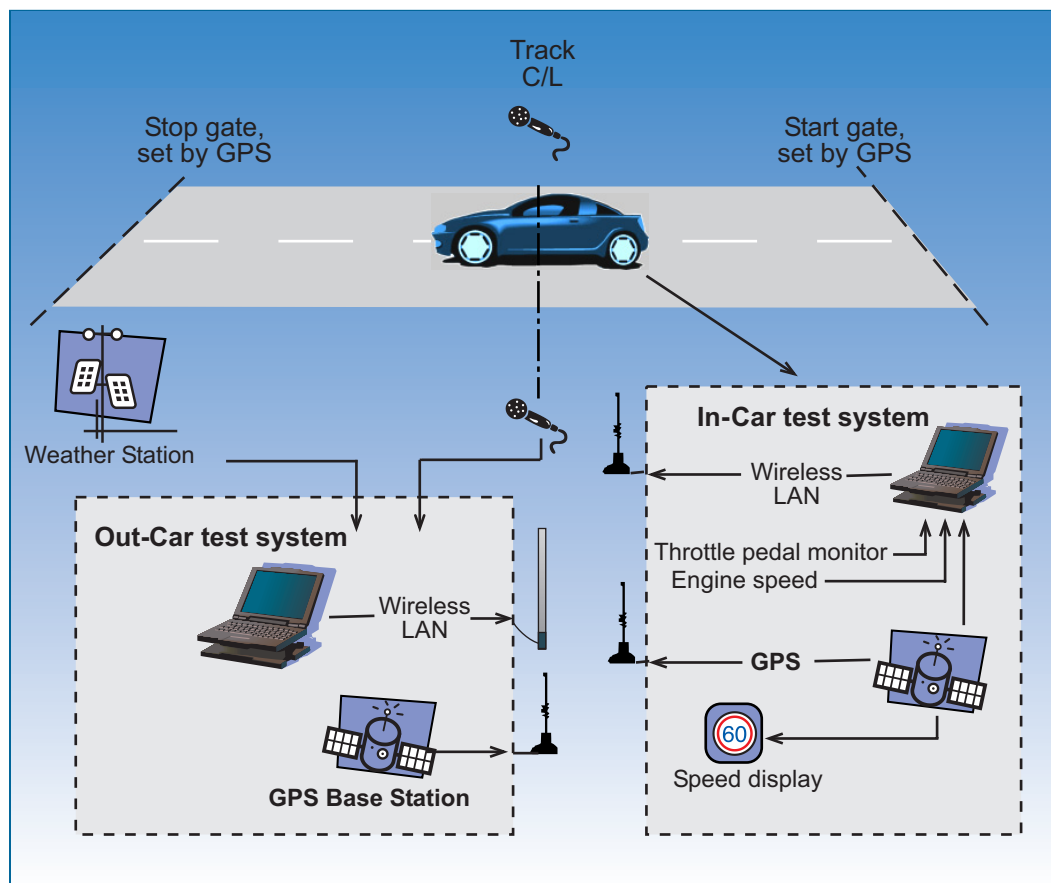 Track
C/L
Stop gate,
set by GPS
Start gate,
set by GPS
Weather Station
In-Car test system
Wireless
LAN
Throttle pedal monitor
Engine speed
GPS
60
Speed display
Out-Car test system
Wireless
LAN
GPS Base Station